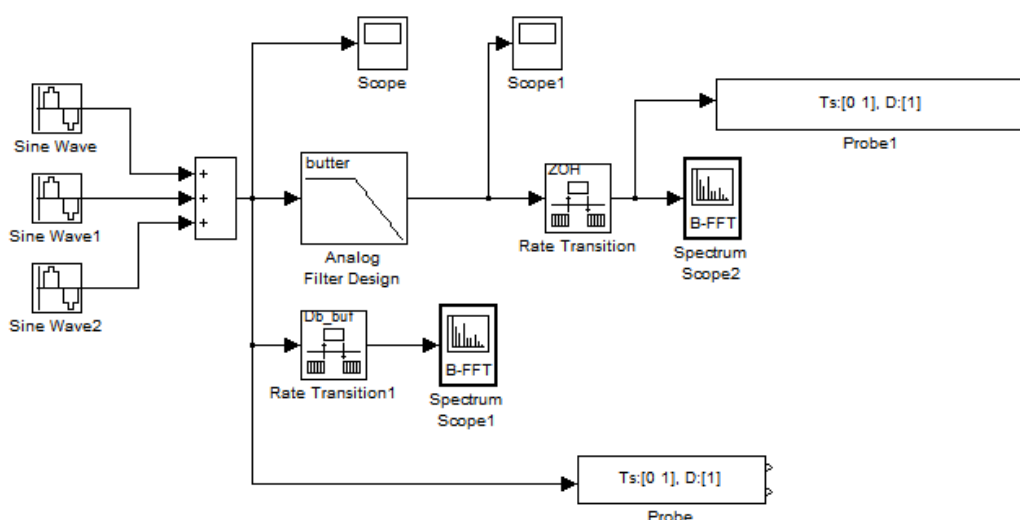 Scope
Scope1
Ts:[0 1], D:[1]
Probe1
Sine Wave
+
+
+
Sine Wave1
Sine Wave2
butter
Analog
Filter Design
ZOH
Rate Transition
B-FFT
Spectrum
Scope2
Db_buf
Rate Transition1
B-FFT
Spectrum
Scope1
Ts:[0 1], D:[1]
Probe